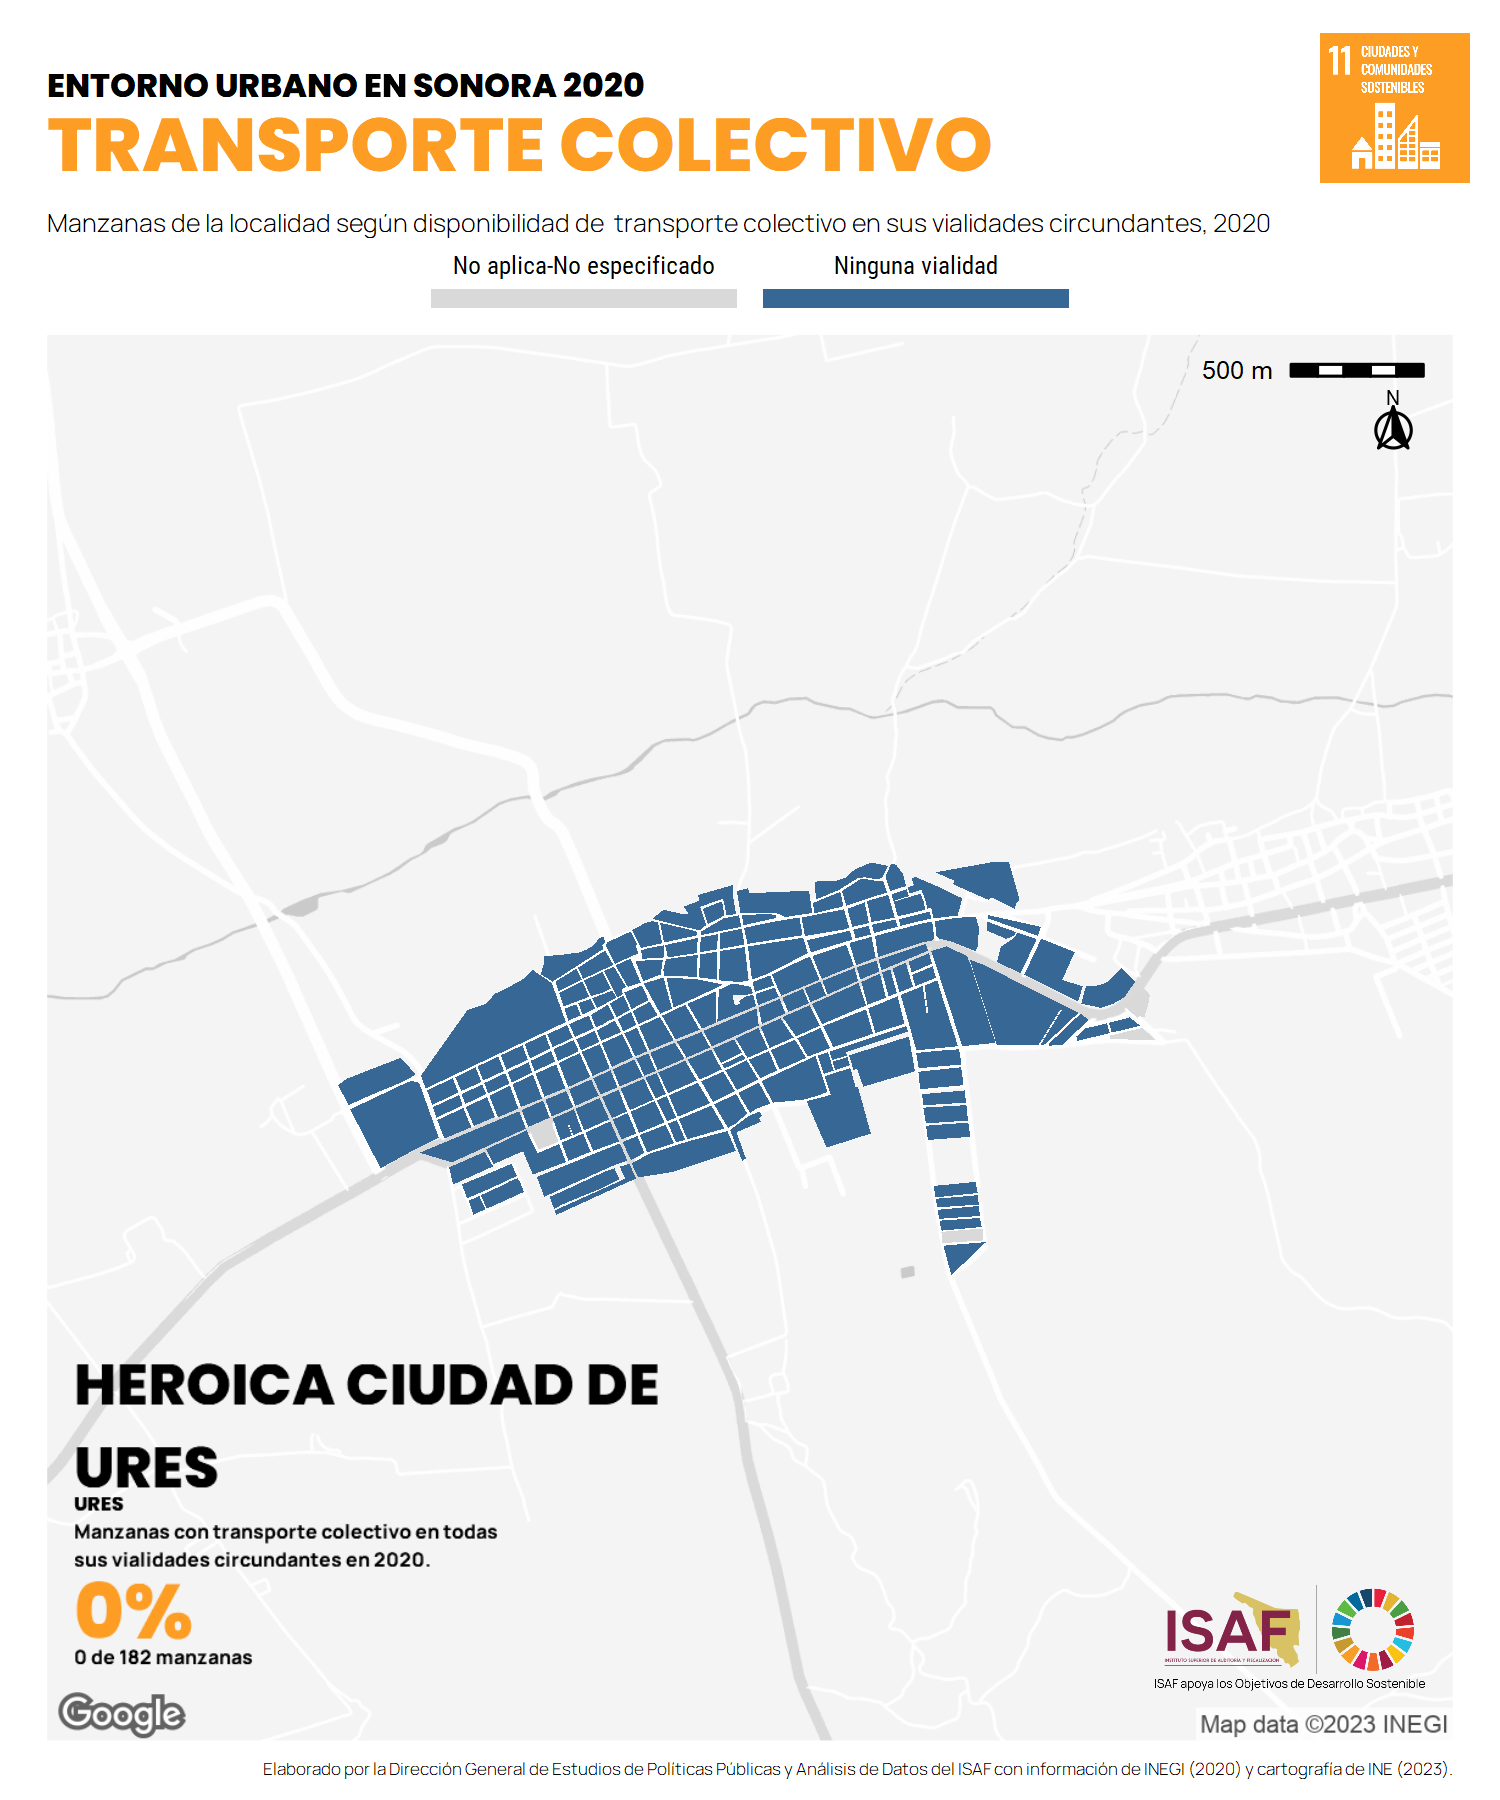 ENTORNO URBANO EN SONORA 2020
TRANSPORTE COLECTIVO
11 CIUDADES Y
COMUNIDADES
SOSTENIBLES
Manzanas de la localidad según disponibilidad de transporte colectivo en sus vialidades circundantes, 2020
No aplica-No especificado
Ninguna vialidad
500 m
N
HEROICA CIUDAD DE
URES
URES
Manzanas con transporte colectivo en todas
sus vialidades circundantes en 2020.
0%
0 de 182 manzanas
Google
ISAF
INSTITUTO SUPERIOR DE AUDITORÍA Y FISCALIZACIÓN
ISAF apoya los Objetivos de Desarrollo Sostenible
Map data ©2023 INEGI
Elaborado por la Dirección General de Estudios de Políticas Públicas y Análisis de Datos del ISAF con información de INEGI (2020) y cartografía de INE (2023).